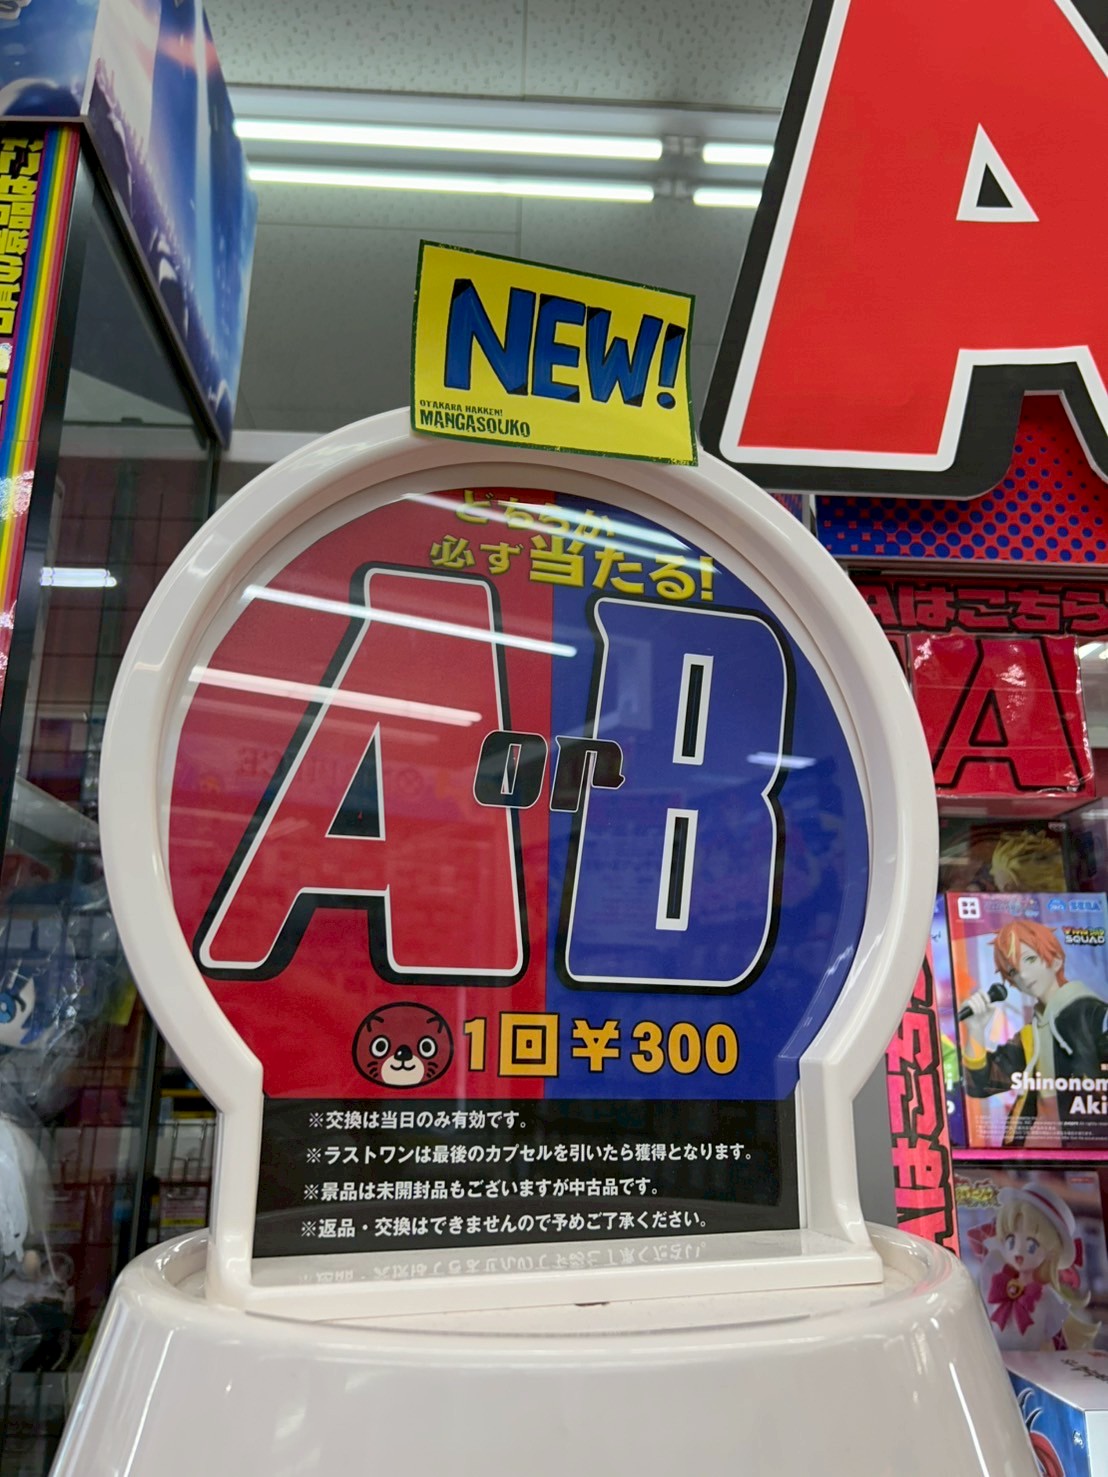 NEW!
OTAKARA HAKKEN!
MANGASOUKO
どちらか
必ず当たる!
A or B
1回¥300
※交換は当日のみ有効です。
※ラストワンは最後のカプセルを引いたら獲得となります。
※景品は未開封品もございますが中古品です。
※返品・交換はできませんので予めご了承ください。
A
Aはこちら
A
SEGA
SQUAD
Shinonom
Aki